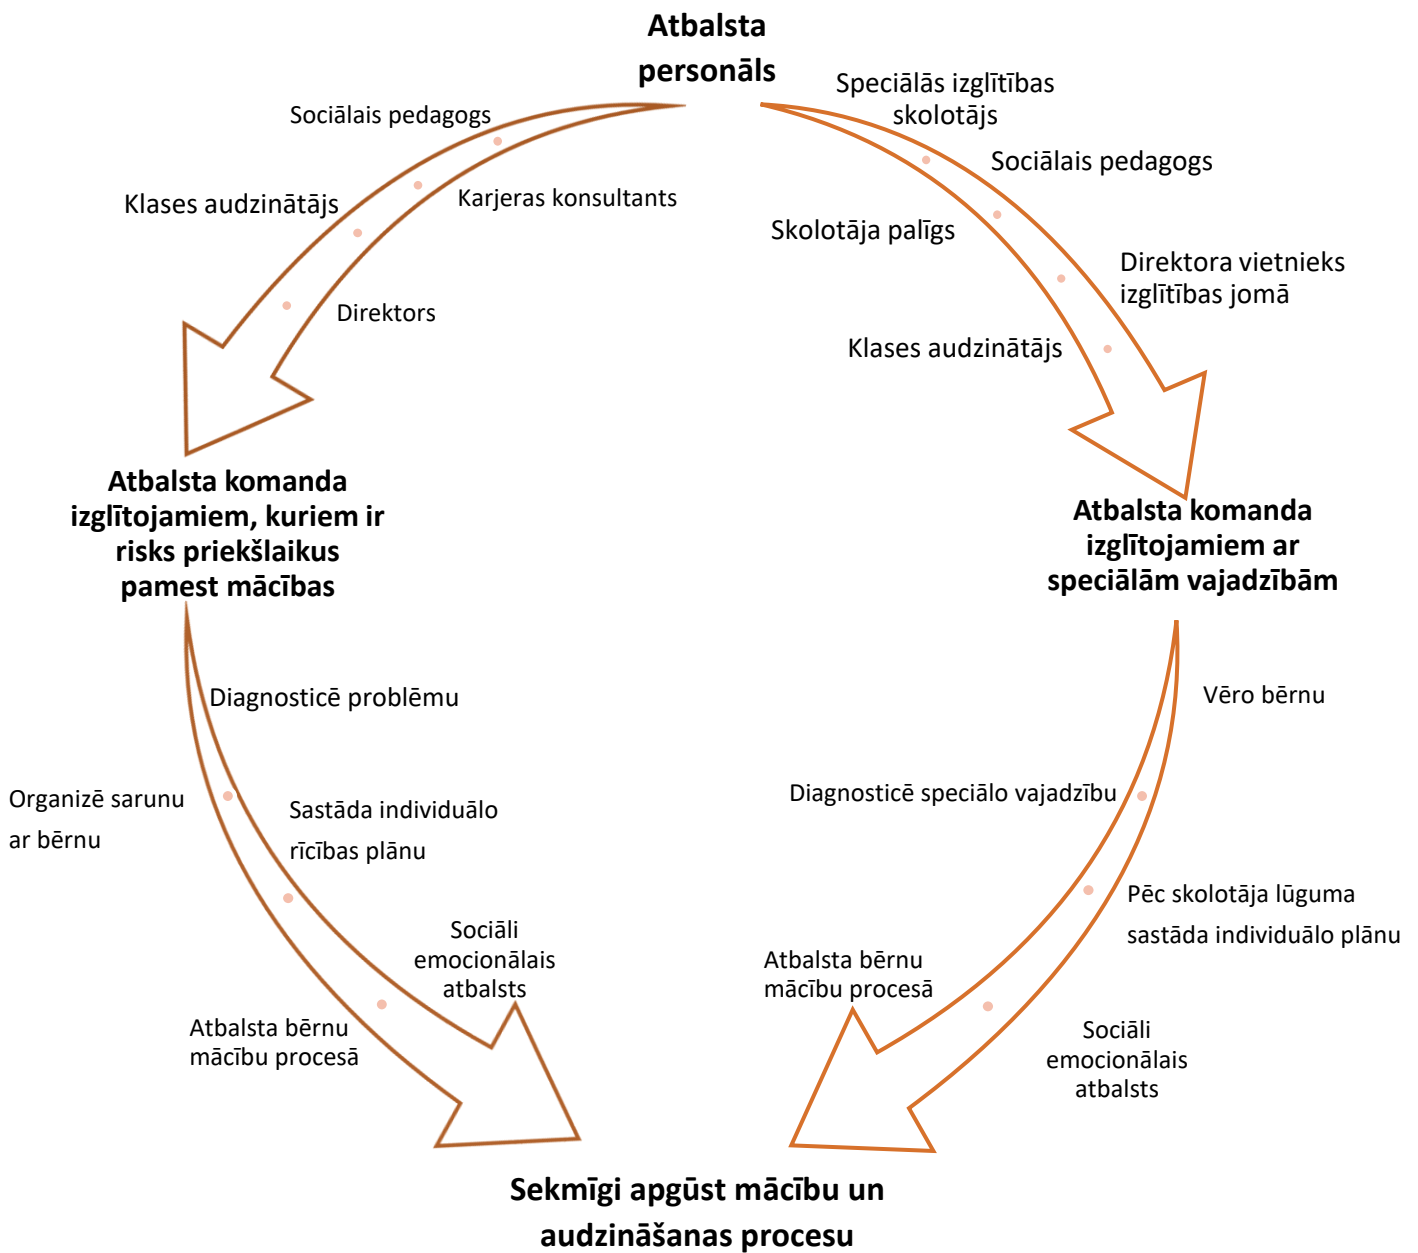 Atbalsta
personāls
Sociālais pedagogs
Klases audzinātājs
Karjeras konsultants
Direktors
Speciālās izglītības
skolotājs
Sociālais pedagogs
Skolotāja palīgs
Direktora vietnieks
izglītības jomā
Klases audzinātājs
Atbalsta komanda
izglītojamiem, kuriem ir
risks priekšlaikus
pamest mācības
Atbalsta komanda
izglītojamiem ar
speciālām vajadzībām
Diagnosticē problēmu
Organizē sarunu
ar bērnu
Sastāda individuālo
rīcības plānu
Sociāli
emocionālais
atbalsts
Atbalsta bērnu
mācību procesā
Vēro bērnu
Diagnosticē speciālo vajadzību
Pēc skolotāja lūguma
sastāda individuālo plānu
Atbalsta bērnu
mācību procesā
Sociāli
emocionālais
atbalsts
Sekmīgi apgūst mācību un
audzināšanas procesu